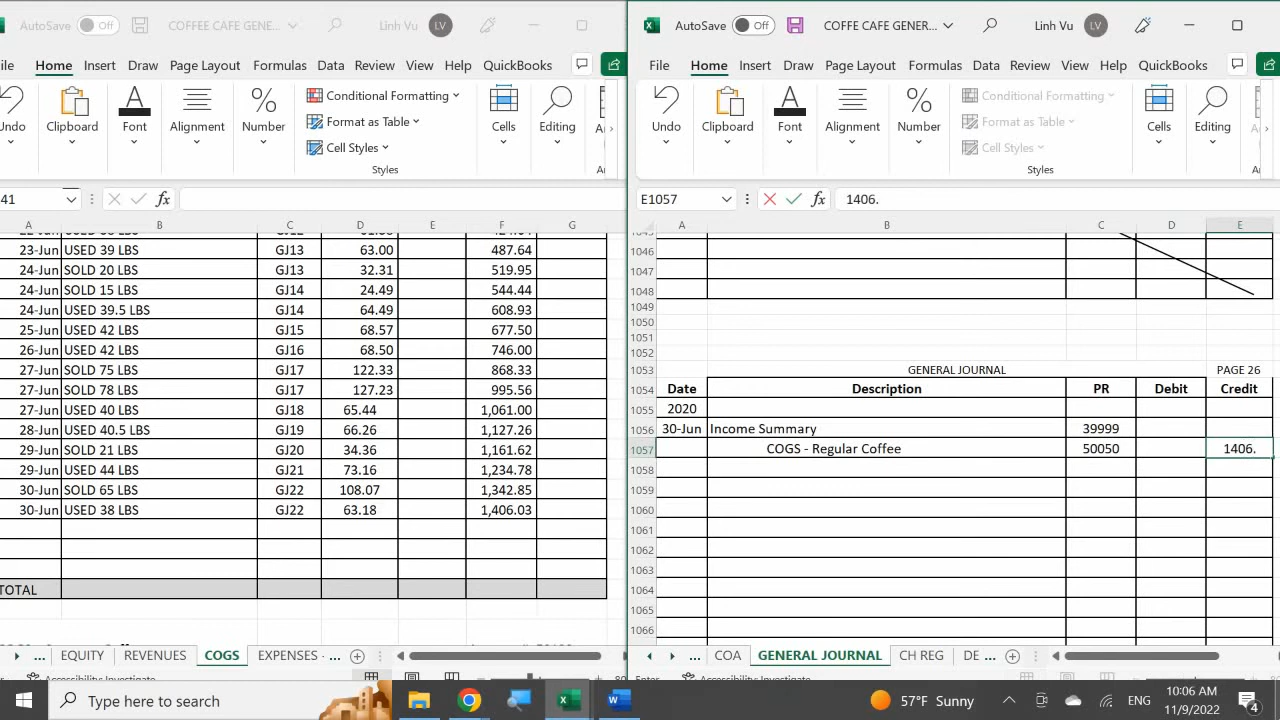 AutoSave Off COFFEE CAFE GENE... Linh Vu LV
ile Home Insert Draw Page Layout Formulas Data Review View Help QuickBooks
Undo Clipboard Font Alignment Number Conditional Formatting Format as Table Cell Styles Styles Cells Editing
41
A B C D E F G
23-Jun USED 39 LBS GJ13 63.00 487.64
24-Jun SOLD 20 LBS GJ13 32.31 519.95
24-Jun SOLD 15 LBS GJ14 24.49 544.44
24-Jun USED 39.5 LBS GJ14 64.49 608.93
25-Jun USED 42 LBS GJ15 68.57 677.50
26-Jun USED 42 LBS GJ16 68.50 746.00
27-Jun SOLD 75 LBS GJ17 122.33 868.33
27-Jun SOLD 78 LBS GJ17 127.23 995.56
27-Jun USED 40 LBS GJ18 65.44 1,061.00
28-Jun USED 40.5 LBS GJ19 66.26 1,127.26
29-Jun SOLD 21 LBS GJ20 34.36 1,161.62
29-Jun USED 44 LBS GJ21 73.16 1,234.78
30-Jun SOLD 65 LBS GJ22 108.07 1,342.85
30-Jun USED 38 LBS GJ22 63.18 1,406.03
TOTAL
... EQUITY REVENUES COGS EXPENSES - ...
Accessibility: Investigate
AutoSave Off COFFE CAFE GENER... Linh Vu LV
File Home Insert Draw Page Layout Formulas Data Review View Help QuickBooks
Undo Clipboard Font Alignment Number Conditional Formatting Format as Table Cell Styles Styles Cells Editing
E1057 1406.
A B C D E
1046
1047
1048
1049
1050
1051
1052
1053 GENERAL JOURNAL PAGE 26
1054 Date Description PR Debit Credit
1055 2020
1056 30-Jun Income Summary 39999
1057 COGS - Regular Coffee 50050 1406.
1058
1059
1060
1061
1062
1063
1064
1065
1066
... COA GENERAL JOURNAL CH REG DE ...
Enter Accessibility: Investigate
Type here to search 57°F Sunny ENG 10:06 AM 11/9/2022 4